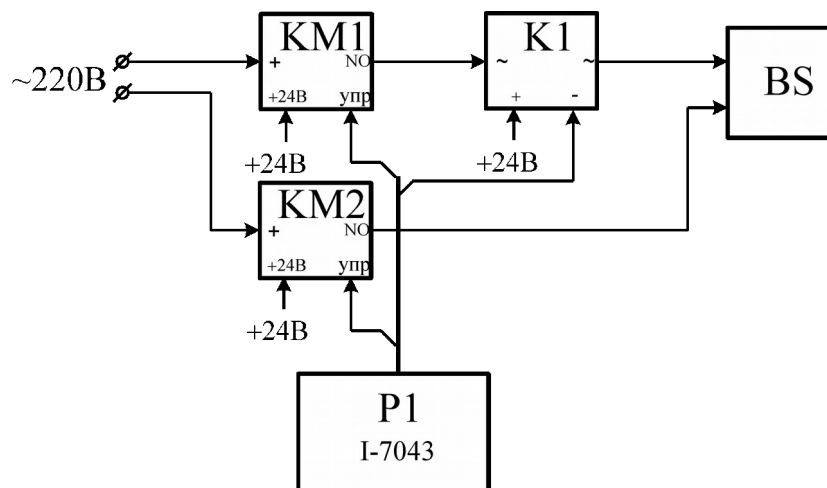 ~220В
KM1
+
NO
+24В
упр
+24В
K1
~
~
+
-
+24В
BS
KM2
+
NO
+24В
упр
+24В
P1
I-7043